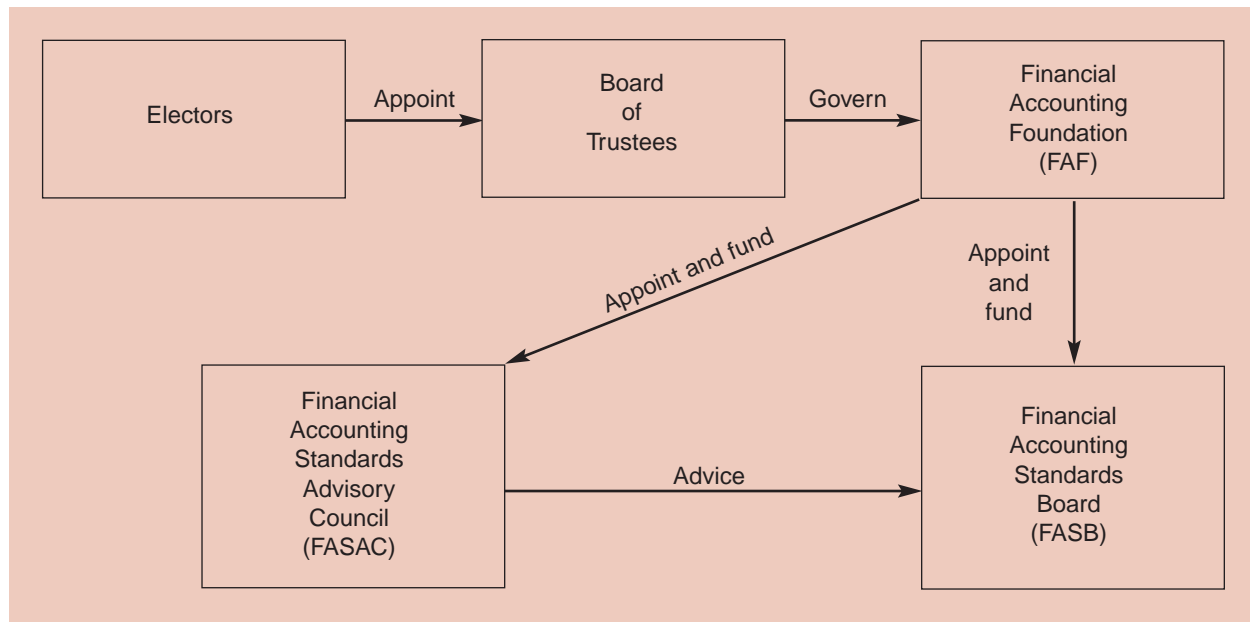 Electors
Appoint
Board
of
Trustees
Govern
Financial
Accounting
Foundation
(FAF)
Appoint and fund
Appoint
and
fund
Financial
Accounting
Standards
Advisory
Council
(FASAC)
Advice
Financial
Accounting
Standards
Board
(FASB)